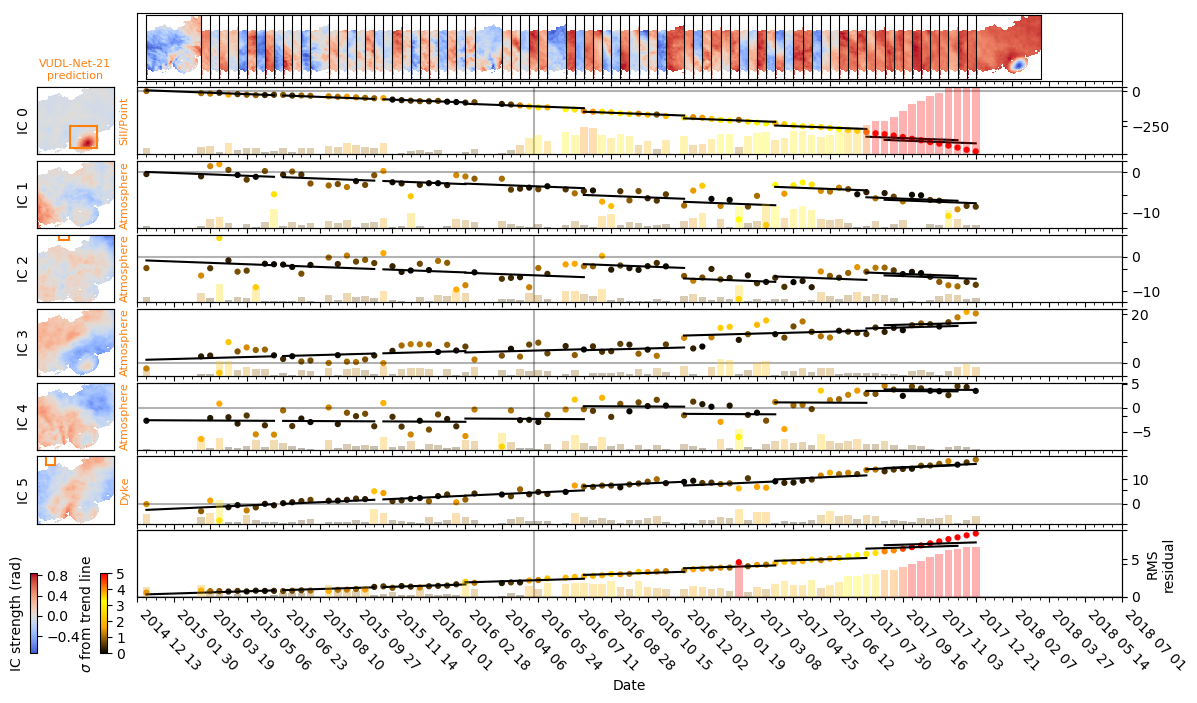 VUDL-Net-21
prediction
IC 0
Sill/Point
0
−250
IC 1
Atmosphere
0
−10
IC 2
Atmosphere
0
−10
IC 3
Atmosphere
20
0
IC 4
Atmosphere
5
0
−5
IC 5
Dyke
10
0
5
0
RMS
residual
IC strength (rad)
0.8
0.4
0.0
−0.4
σ from trend line
5
4
3
2
1
0
2014 12 13
2015 01 30
2015 03 19
2015 05 06
2015 06 23
2015 08 10
2015 09 27
2015 11 14
2016 01 01
2016 02 18
2016 04 06
2016 05 24
2016 07 11
2016 08 28
2016 10 15
2016 12 02
2017 01 19
2017 03 08
2017 04 25
2017 06 12
2017 07 30
2017 09 16
2017 11 03
2017 12 21
2018 02 07
2018 03 27
2018 05 14
2018 07 01
Date